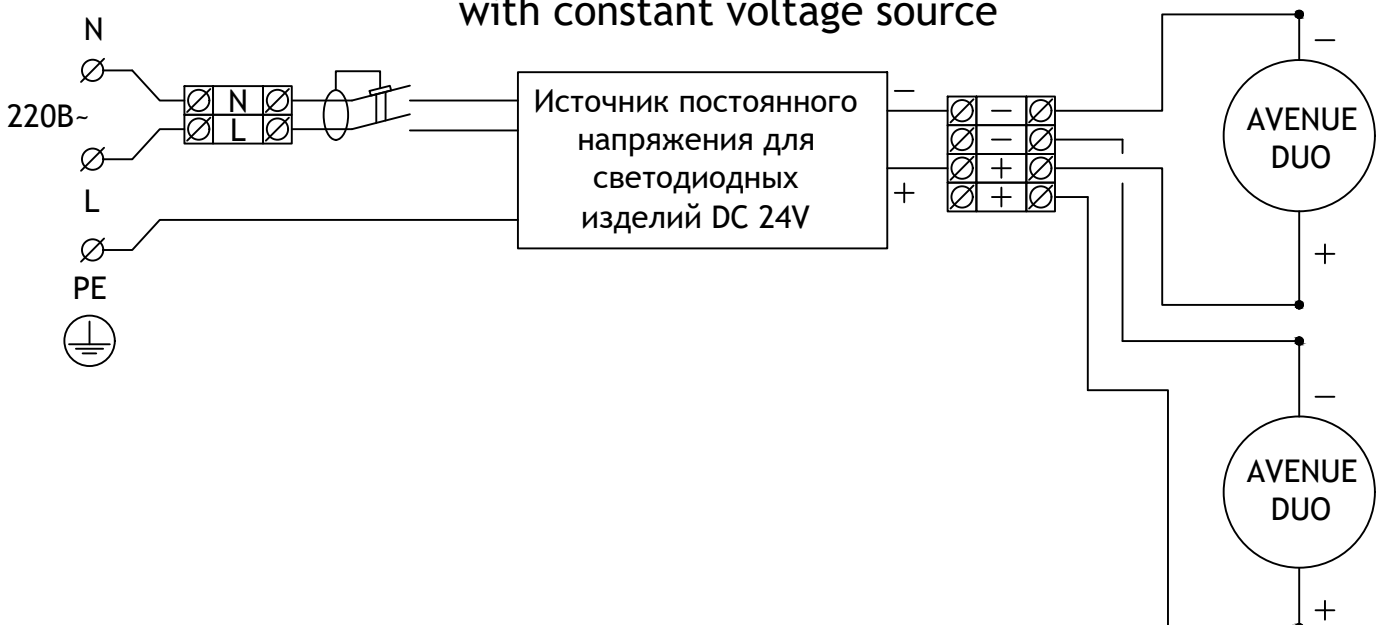 with constant voltage source
N
220В~
L
PE
N
L
Источник постоянного
напряжения для
светодиодных
изделий DC 24V
−
+
−
−
+
+
−
AVENUE
DUO
+
−
AVENUE
DUO
+